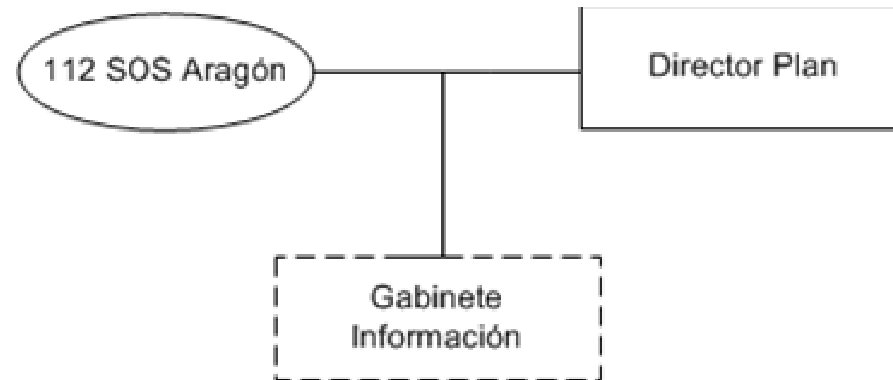 112 SOS Aragón
Director Plan
Gabinete
Información